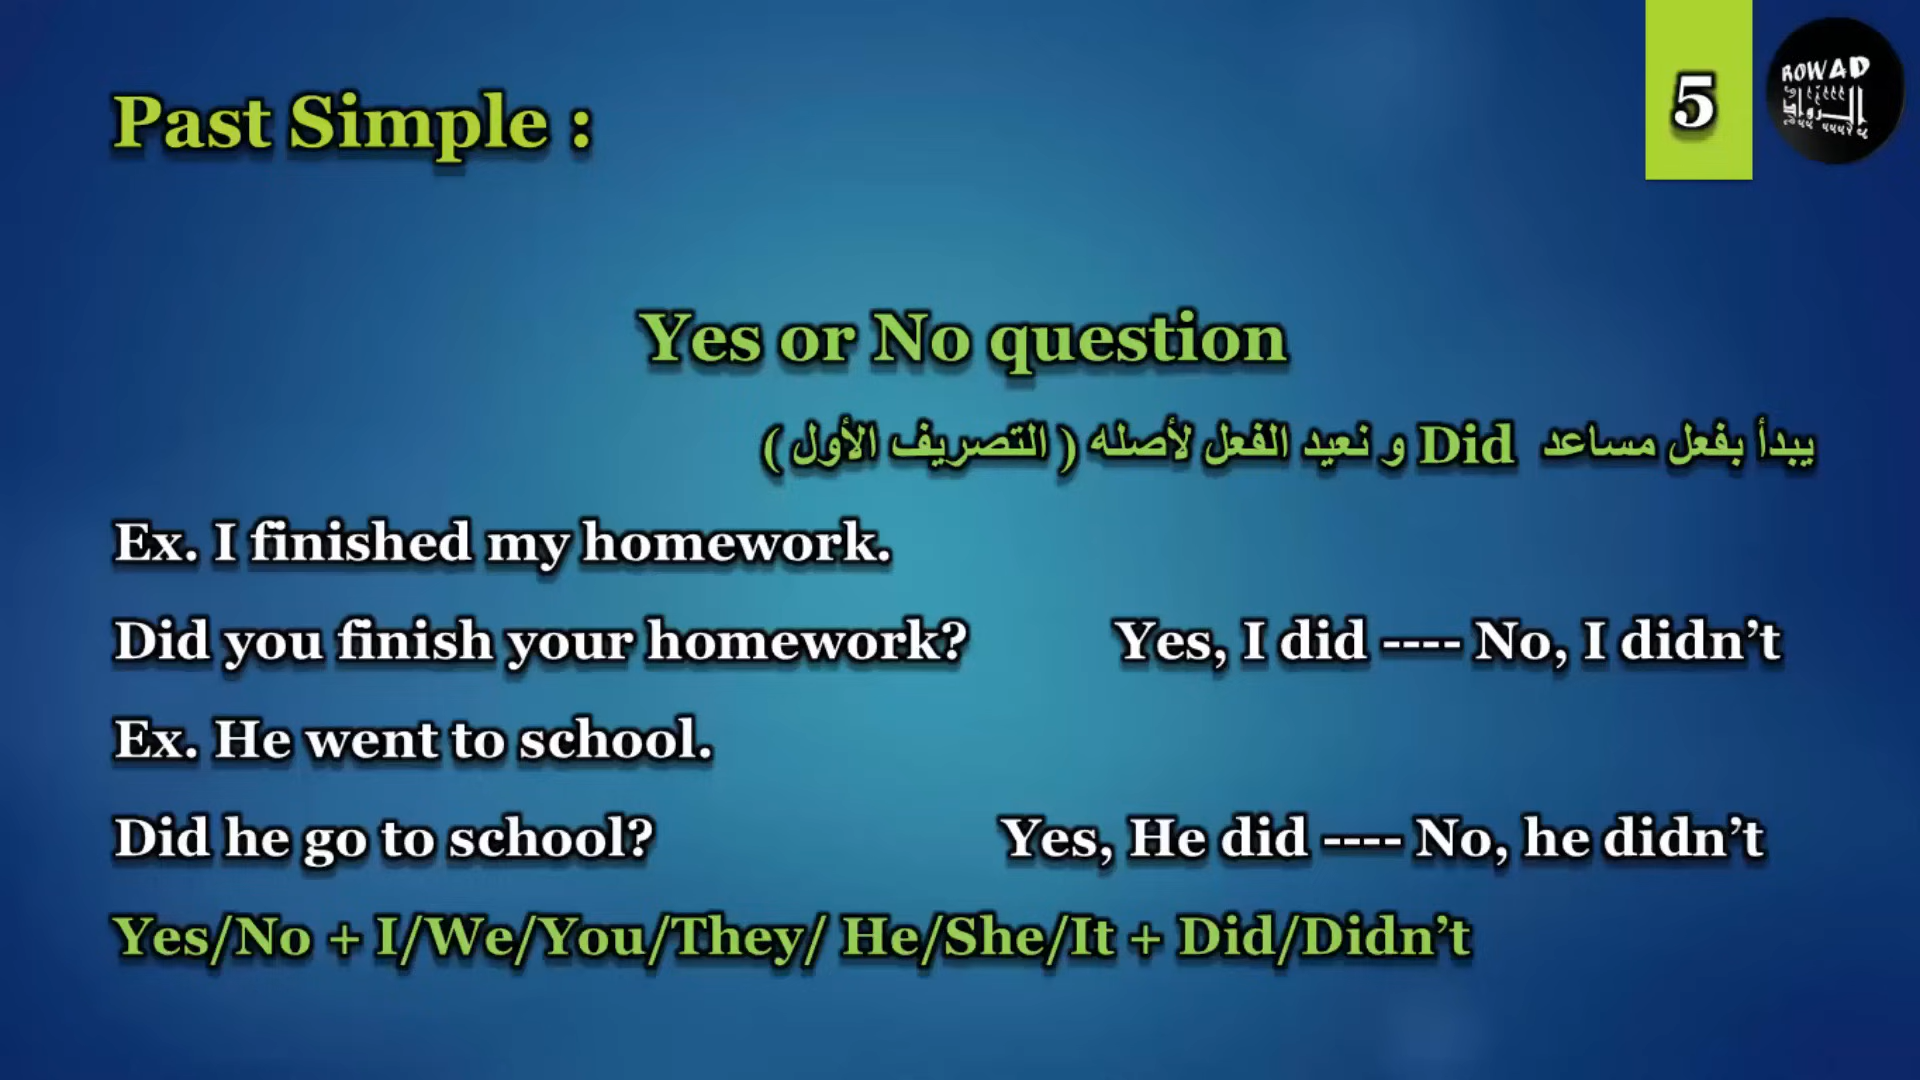 Past Simple :
5
ROWAD
الرواد
Yes or No question
يبدأ بفعل مساعد Did و نعيد الفعل لأصله ( التصريف الأول )
Ex. I finished my homework.
Did you finish your homework? Yes, I did ---- No, I didn’t
Ex. He went to school.
Did he go to school? Yes, He did ---- No, he didn’t
Yes/No + I/We/You/They/ He/She/It + Did/Didn’t